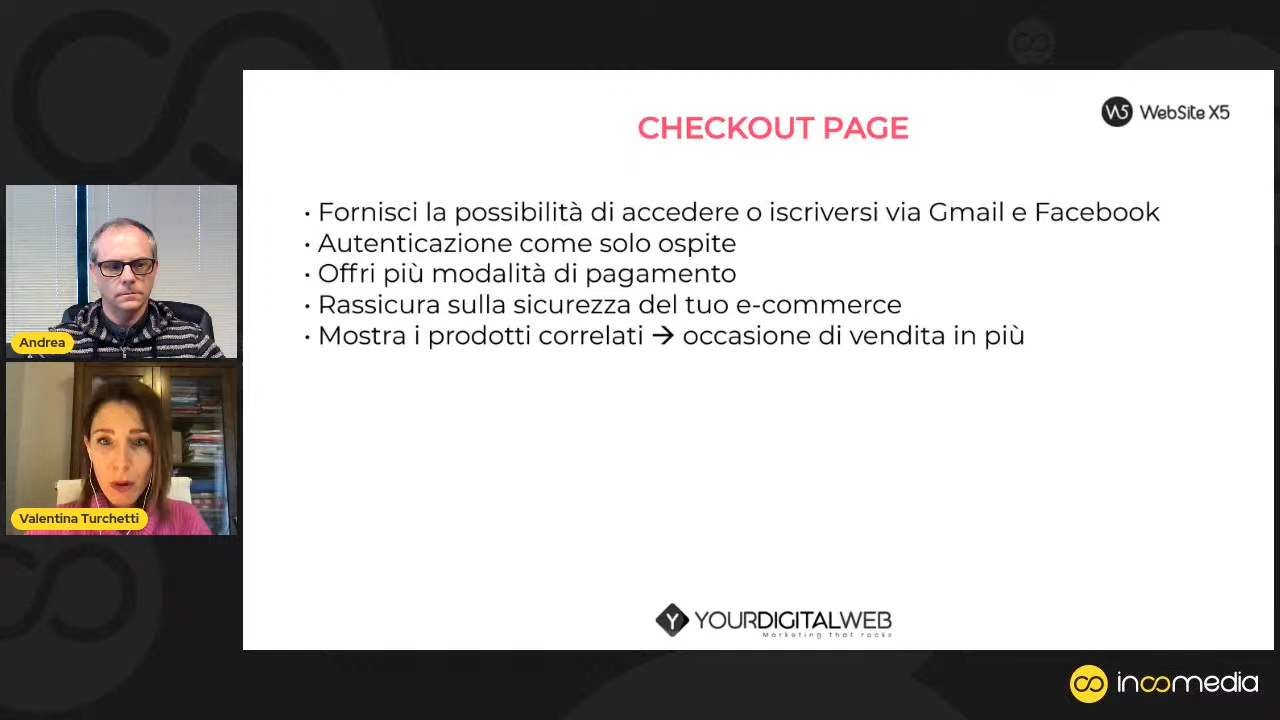 CHECKOUT PAGE
W5 WebSite X5
• Fornisci la possibilità di accedere o iscriversi via Gmail e Facebook
• Autenticazione come solo ospite
• Offri più modalità di pagamento
• Rassicura sulla sicurezza del tuo e-commerce
• Mostra i prodotti correlati → occasione di vendita in più
Andrea
Valentina Turchetti
Y YOURDIGITALWEB
Marketing that rocks
incomedia